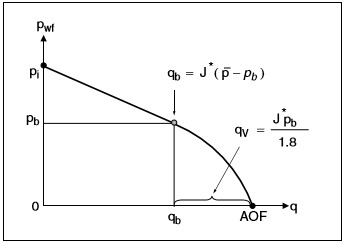 p_wf
p_i
q_b = J^*(p̄ – p_b)
p_b
q_V = J^* p_b / 1.8
0
q_b
AOF
q